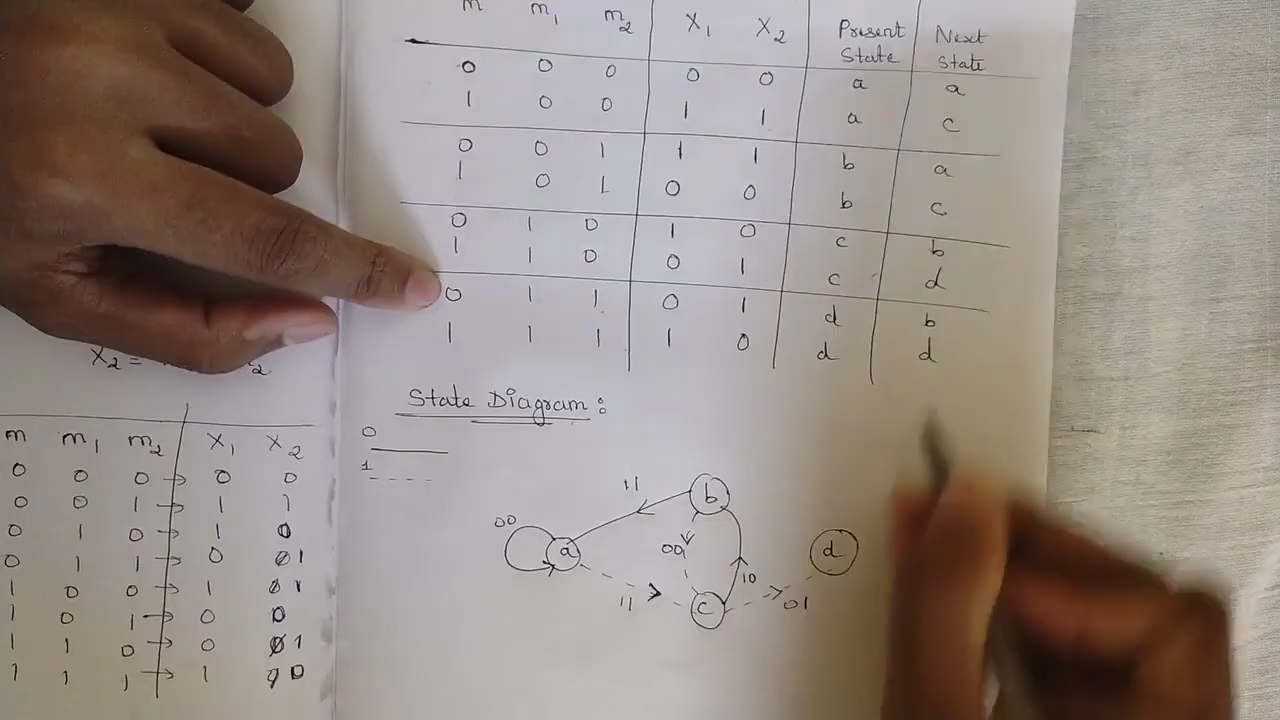 m m₁ m₂ X₁ X₂ Present State Next State
0 0 0 0 0 a a
1 0 0 1 1 a c
0 0 1 1 1 b a
1 0 1 0 0 b c
0 1 0 1 0 c b
1 1 0 0 1 c d
0 1 1 0 1 d b
1 1 1 1 0 d d
X₂ =
2
m m₁ m₂ X₁ X₂
0 0 0 → 0 0
0 0 1 → 1 1
0 1 0 → 1 0
0 1 1 → 0 1
1 0 0 → 1 1
1 0 1 → 0 0
1 1 0 → 0 1
1 1 1 → 1 0
State Diagram :
0
1
11 b
00 a 00 d
10
11 c 01